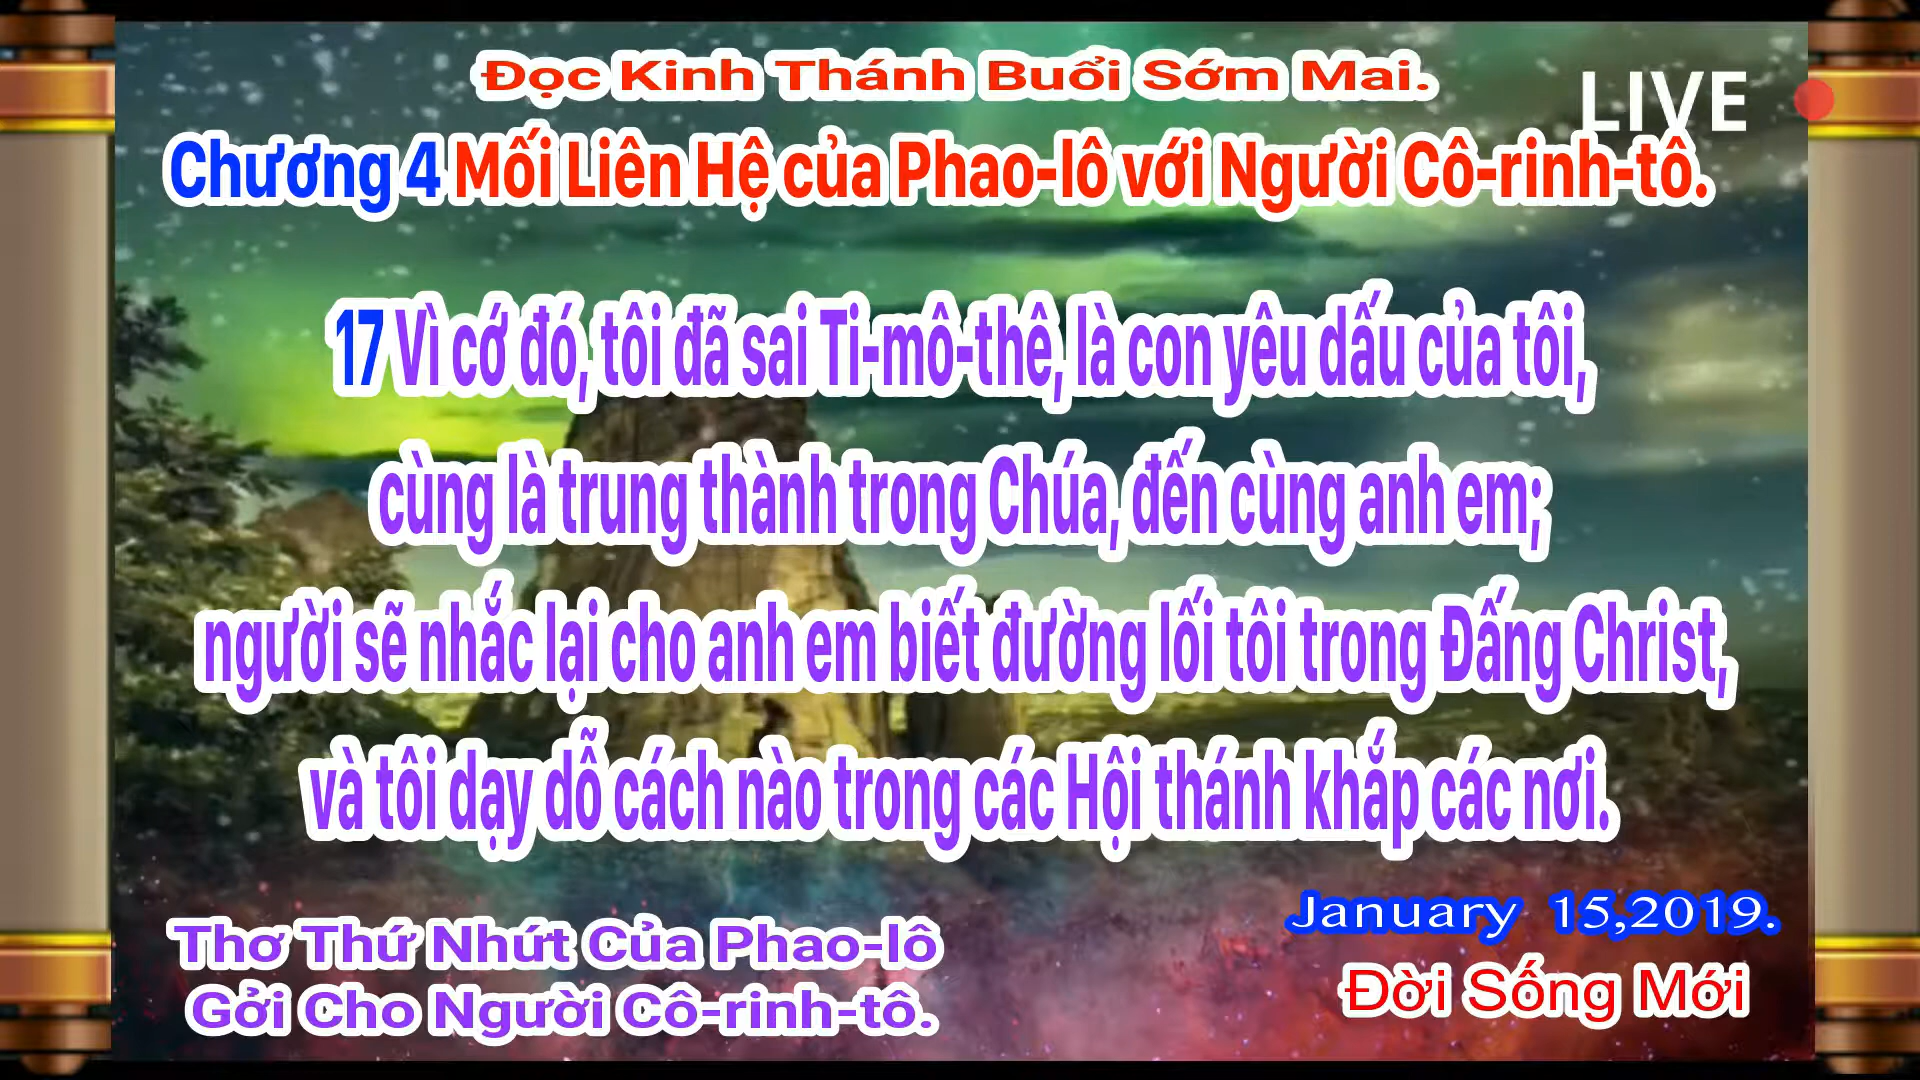 Đọc Kinh Thánh Buổi Sớm Mai.
LIVE
Chương 4 Mối Liên Hệ của Phao-lô với Người Cô-rinh-tô.
17 Vì cớ đó, tôi đã sai Ti-mô-thê, là con yêu dấu của tôi,
cùng là trung thành trong Chúa, đến cùng anh em;
người sẽ nhắc lại cho anh em biết đường lối tôi trong Đấng Christ,
và tôi dạy dỗ cách nào trong các Hội thánh khắp các nơi.
Thơ Thứ Nhứt Của Phao-lô
Gởi Cho Người Cô-rinh-tô.
January 15,2019.
Đời Sống Mới